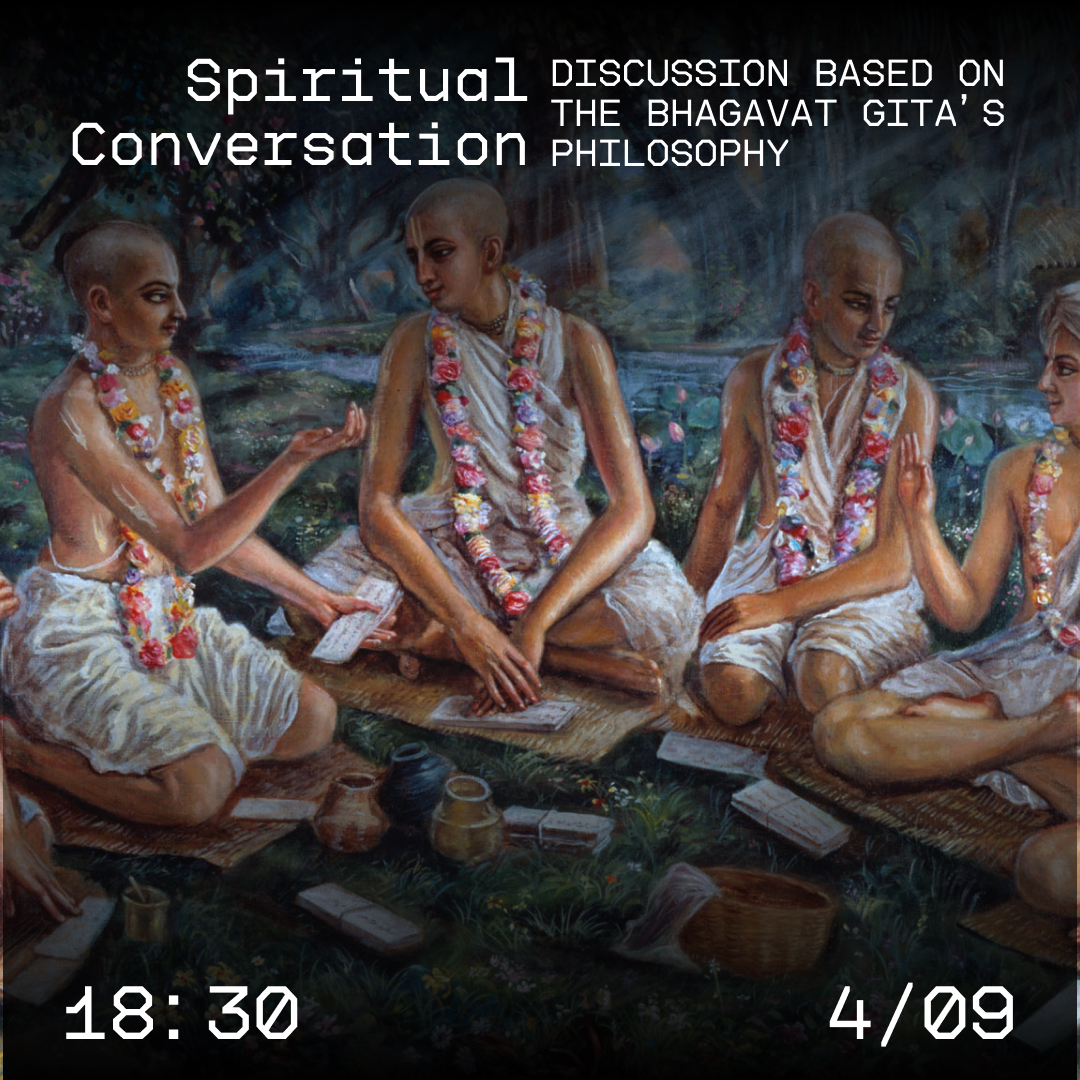 Spiritual
Conversation
DISCUSSION BASED ON
THE BHAGAVAT GITA'S
PHILOSOPHY
18:30
4/09